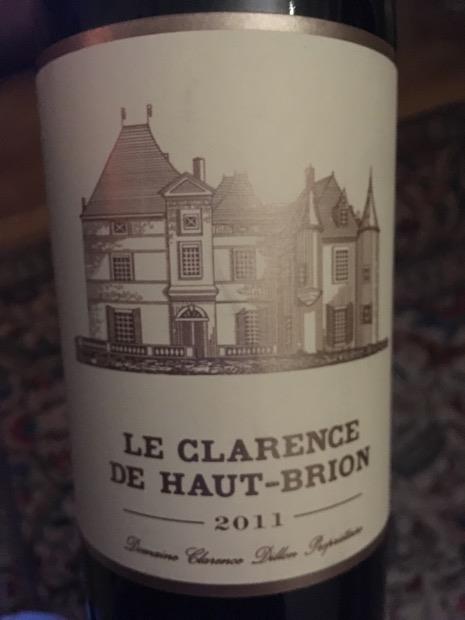 LE CLARENCE
DE HAUT-BRION
2011
Domaine Clarence Dillon Propriétaire